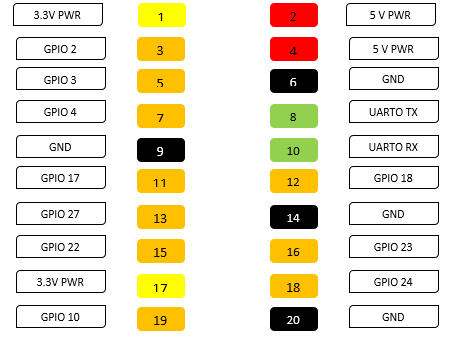 3.3V PWR 1 2 5 V PWR
GPIO 2 3 4 5 V PWR
GPIO 3 5 6 GND
GPIO 4 7 8 UARTO TX
GND 9 10 UARTO RX
GPIO 17 11 12 GPIO 18
GPIO 27 13 14 GND
GPIO 22 15 16 GPIO 23
3.3V PWR 17 18 GPIO 24
GPIO 10 19 20 GND